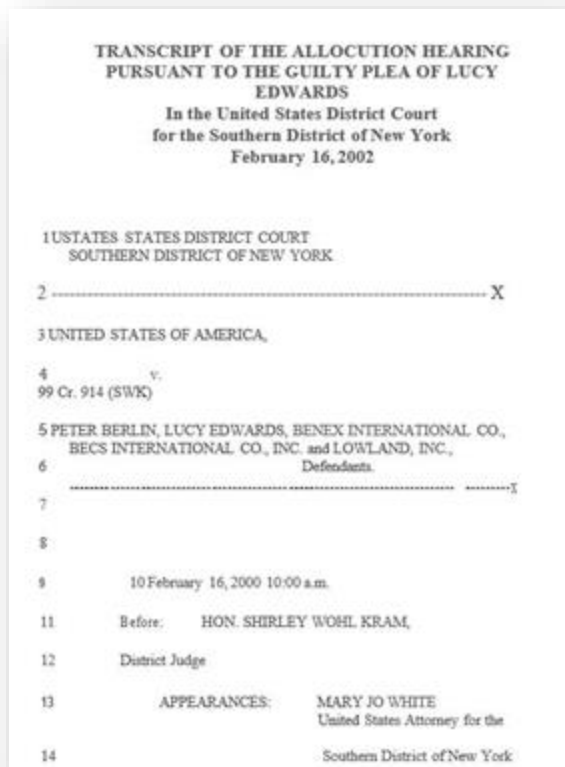 TRANSCRIPT OF THE ALLOCUTION HEARING
PURSUANT TO THE GUILTY PLEA OF LUCY
EDWARDS
In the United States District Court
for the Southern District of New York
February 16, 2002
1 USTATES STATES DISTRICT COURT
SOUTHERN DISTRICT OF NEW YORK
2 ------------------------------------------------------------------ X
3 UNITED STATES OF AMERICA,
4 v.
99 Cr. 914 (SWK)
5 PETER BERLIN, LUCY EDWARDS, BENEX INTERNATIONAL CO.,
BECS INTERNATIONAL CO., INC. and LOWLAND, INC.,
6 Defendants.
------------------------------------------------------------------ ---------x
7
8
9 10 February 16, 2000 10:00 a.m.
11 Before: HON. SHIRLEY WOHL KRAM,
12 District Judge
13 APPEARANCES: MARY JO WHITE
United States Attorney for the
14 Southern District of New York